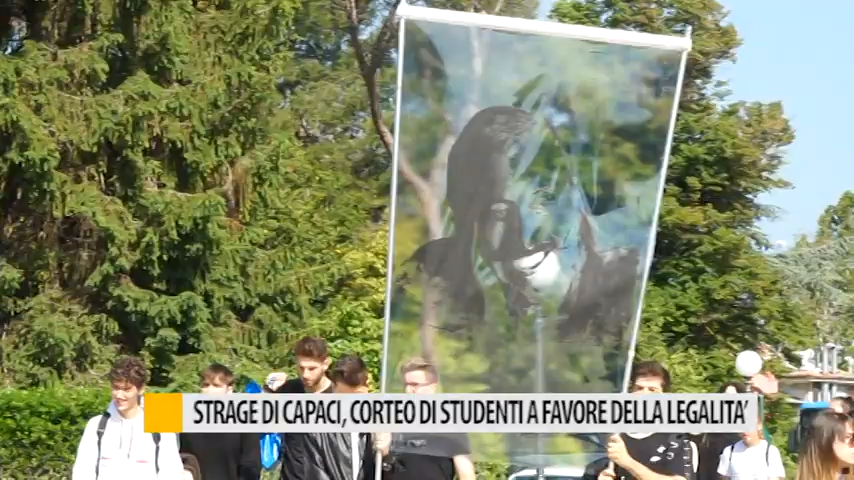 STRAGE DI CAPACI, CORTEO DI STUDENTI A FAVORE DELLA LEGALITA'